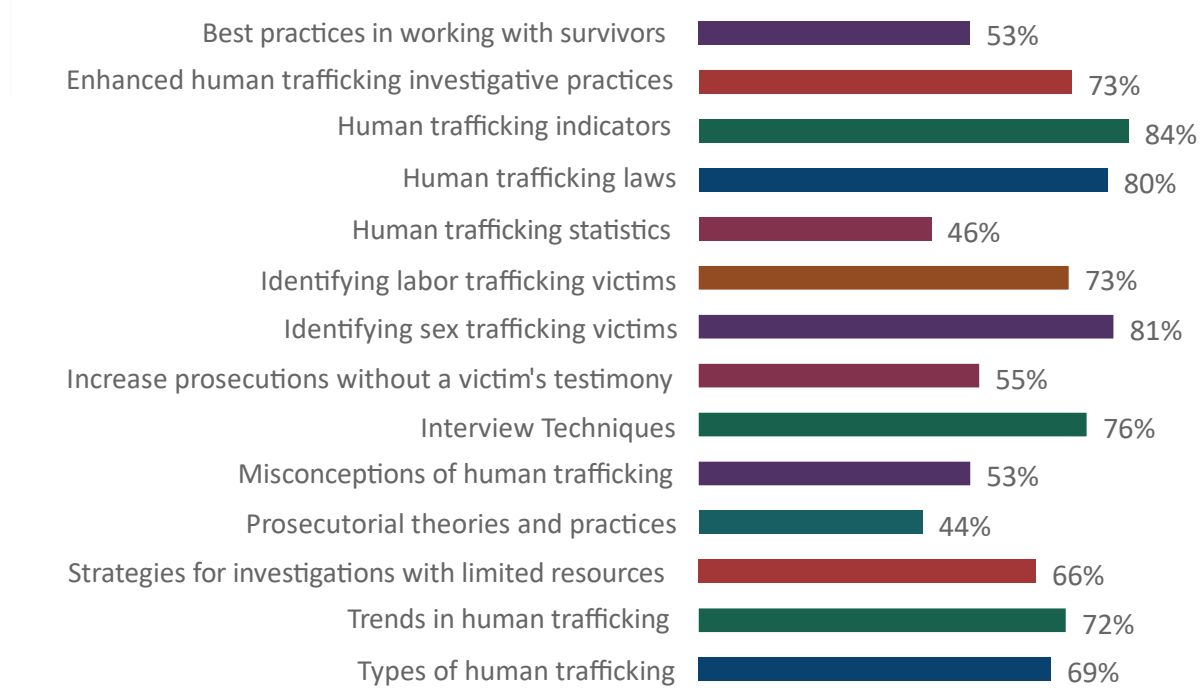 Best practices in working with survivors 53%
Enhanced human trafficking investigative practices 73%
Human trafficking indicators 84%
Human trafficking laws 80%
Human trafficking statistics 46%
Identifying labor trafficking victims 73%
Identifying sex trafficking victims 81%
Increase prosecutions without a victim's testimony 55%
Interview Techniques 76%
Misconceptions of human trafficking 53%
Prosecutorial theories and practices 44%
Strategies for investigations with limited resources 66%
Trends in human trafficking 72%
Types of human trafficking 69%